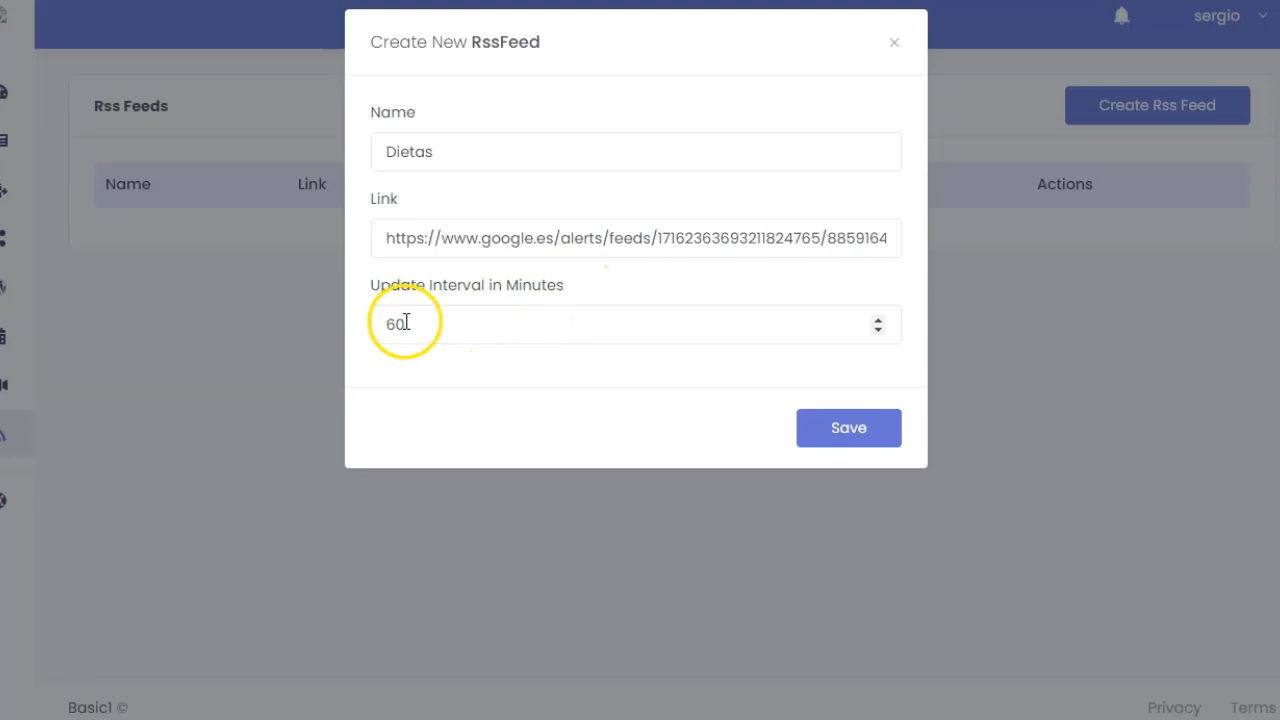 sergio
Create New RssFeed
Rss Feeds
Create Rss Feed
Name
Dietas
Name
Link
Actions
Link
https://www.google.es/alerts/feeds/17162363693211824765/8859164
Update Interval in Minutes
60
Save
Basic1 ©
Privacy
Terms